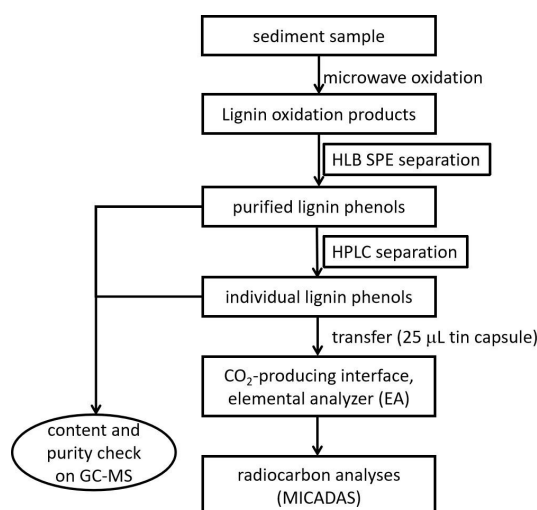 sediment sample
microwave oxidation
Lignin oxidation products
HLB SPE separation
purified lignin phenols
HPLC separation
individual lignin phenols
transfer (25 μL tin capsule)
CO₂-producing interface,
elemental analyzer (EA)
content and
purity check
on GC-MS
radiocarbon analyses
(MICADAS)